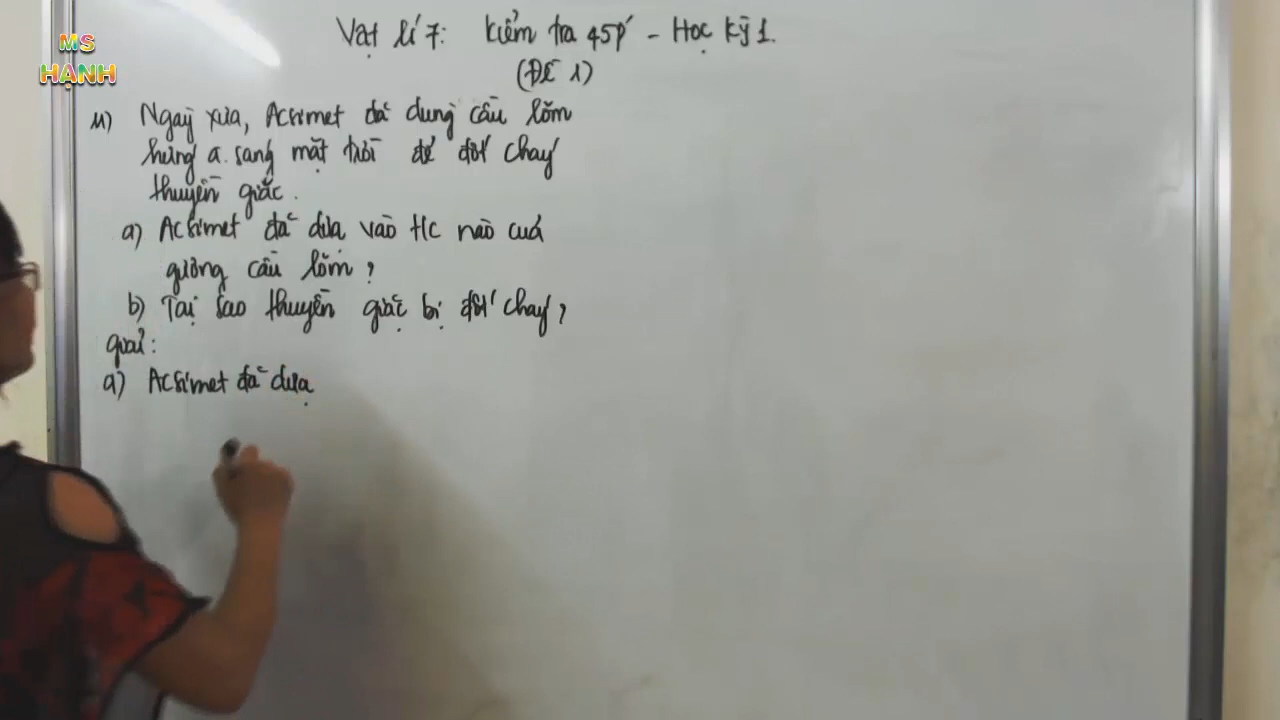 MS
HẠNH
Vật lí 7: Kiểm tra 45p' - Học kỳ 1.
(ĐỀ 1)
11) Ngày xưa, Acsimet đã dùng cầu lõm
hứng a. sáng mặt trời để đốt cháy
thuyền giặc.
a) Acsimet đã dựa vào t/c nào của
gương cầu lõm?
b) Tại sao thuyền giặc bị đốt cháy?
giải:
a) Acsimet đã dựa